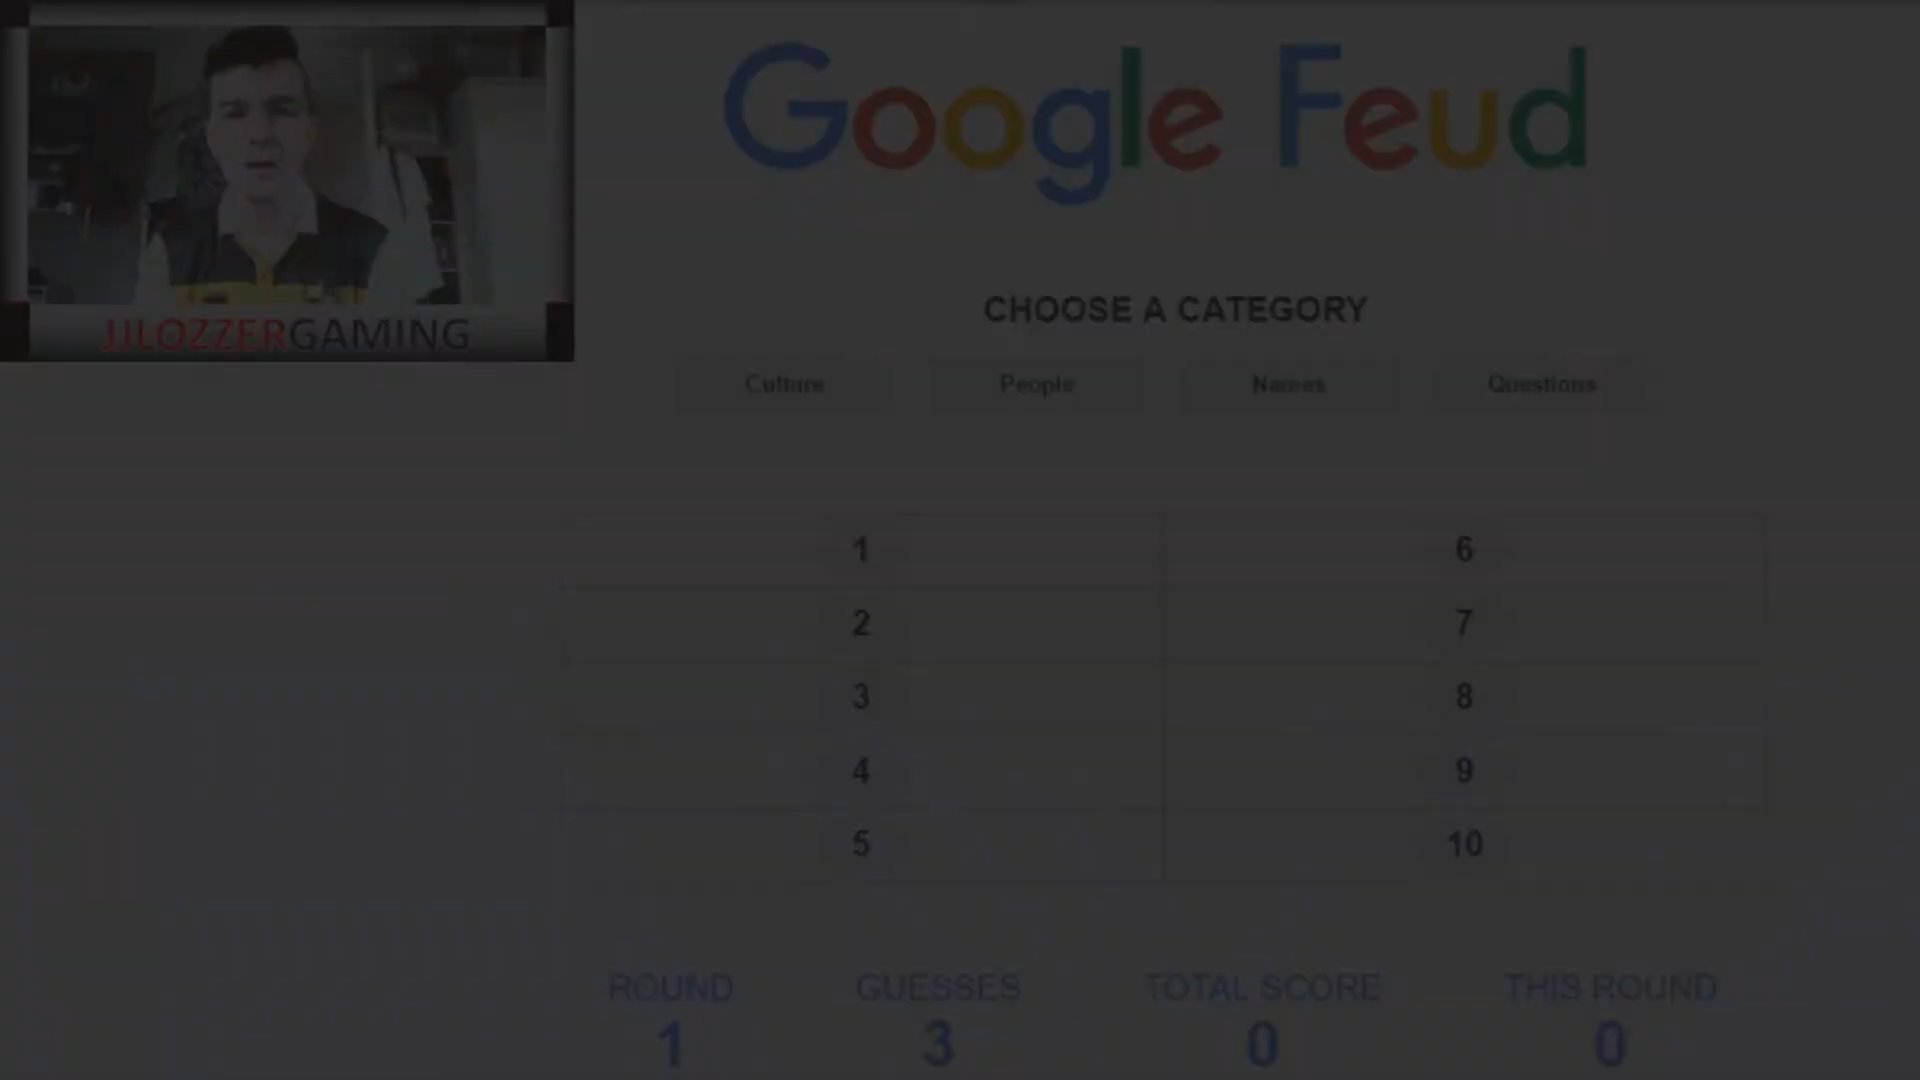 Google Feud
JJLOZZERGAMING
CHOOSE A CATEGORY
Culture People Names Questions
1 6
2 7
3 8
4 9
5 10
ROUND GUESSES TOTAL SCORE THIS ROUND
1 3 0 0